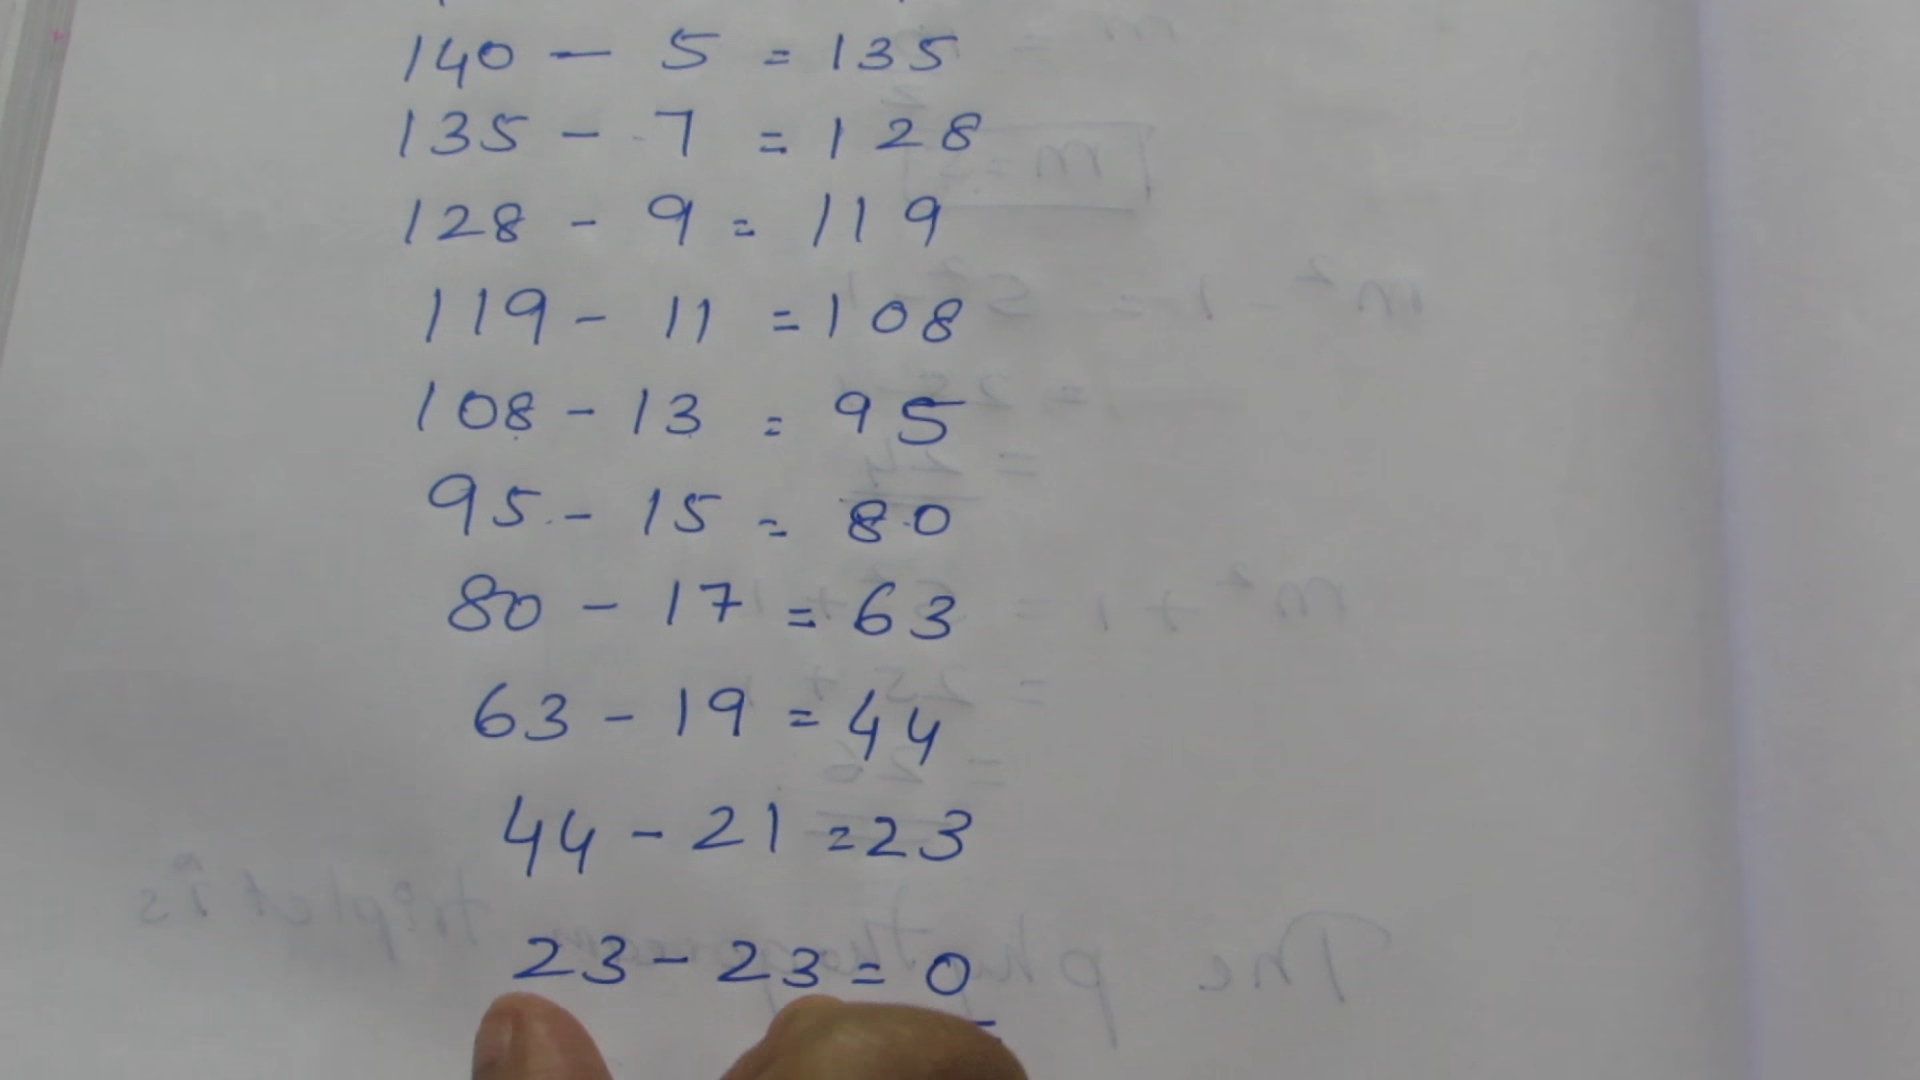 140 - 5 = 135
135 - 7 = 128
128 - 9 = 119
119 - 11 = 108
108 - 13 = 95
95 - 15 = 80
80 - 17 = 63
63 - 19 = 44
44 - 21 = 23
23 - 23 = 0